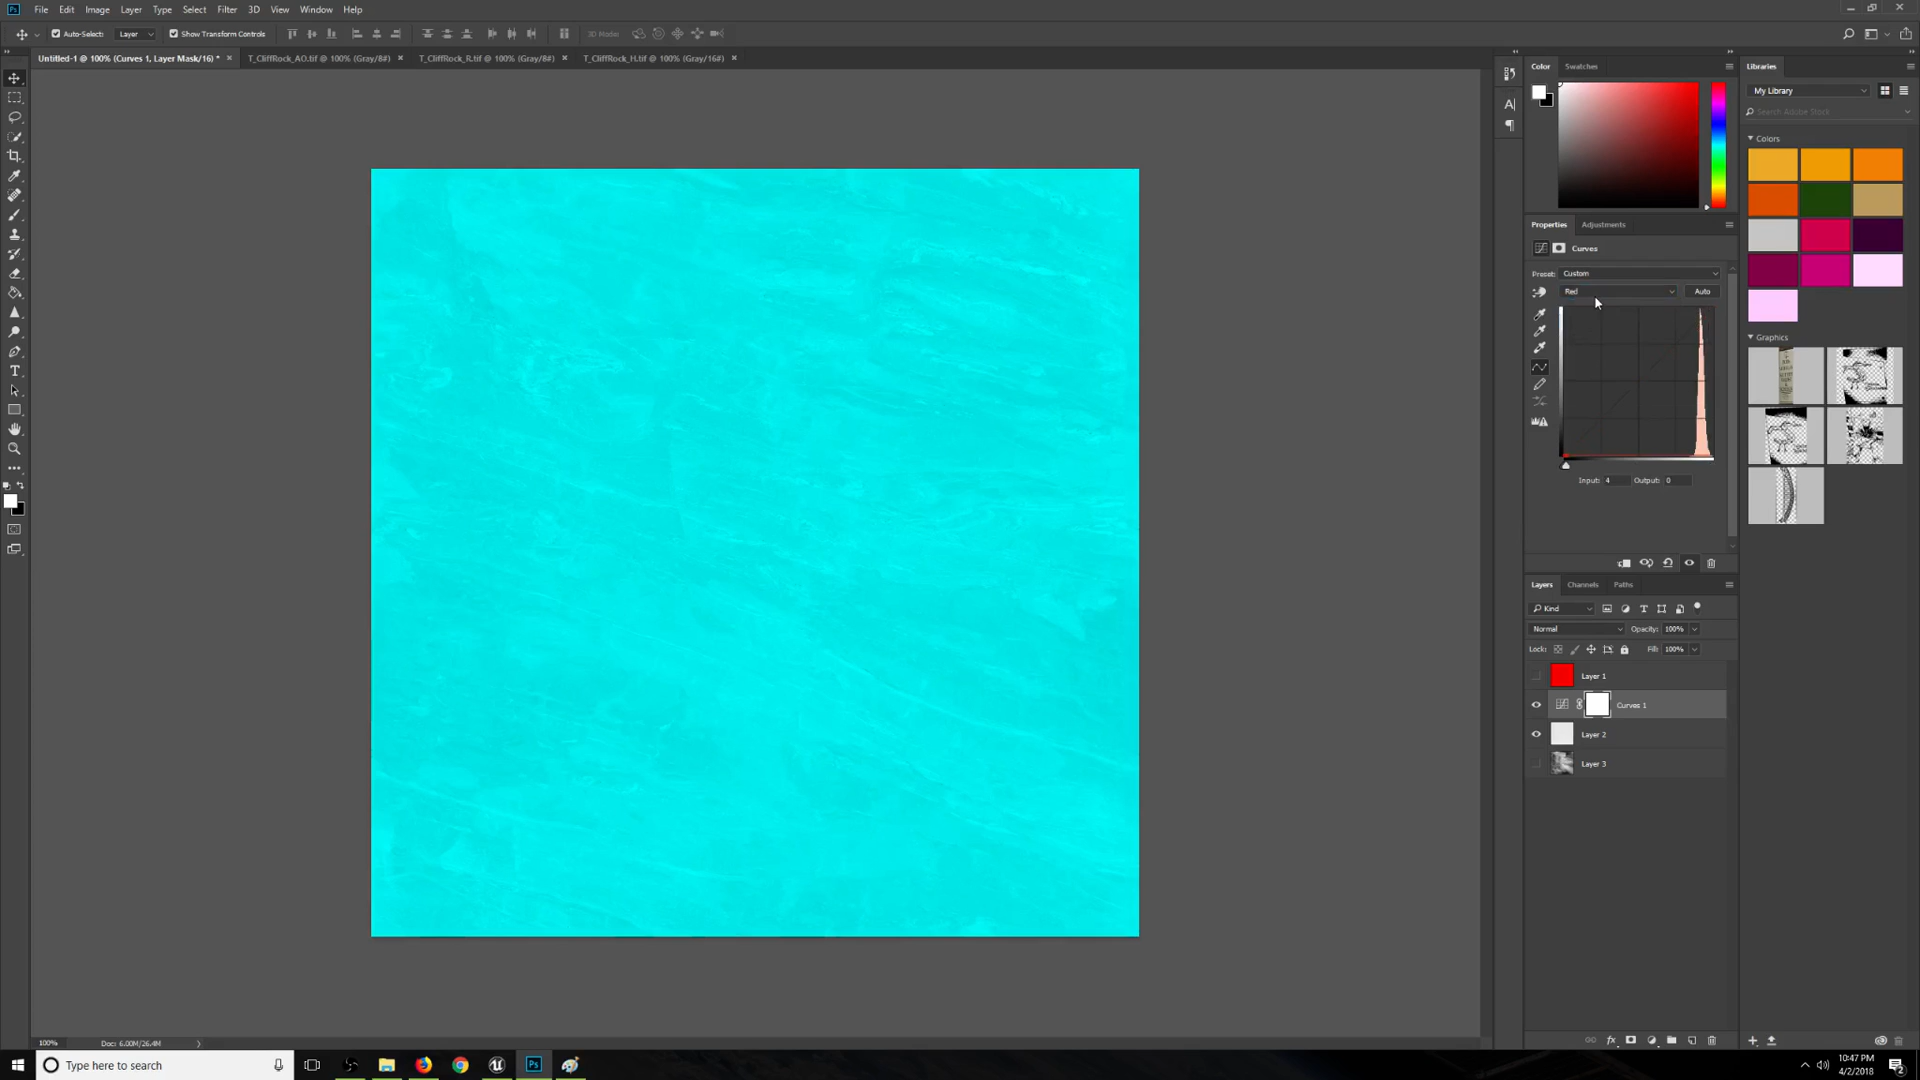 Ps File Edit Image Layer Type Select Filter 3D View Window Help
Auto-Select: Layer Show Transform Controls 3D Mode:
Untitled-1 @ 100% (Curves 1, Layer Mask/16) * T_CliffRock_AO.tif @ 100% (Gray/8#) T_CliffRock_R.tif @ 100% (Gray/8#) T_CliffRock_H.tif @ 100% (Gray/16#)
Color Swatches
Libraries
My Library
Search Adobe Stock
Colors
Properties Adjustments
Curves
Preset: Custom
Red Auto
Graphics
Input: 4 Output: 0
Layers Channels Paths
Kind
Normal Opacity: 100%
Lock: Fill: 100%
Layer 1
Curves 1
Layer 2
Layer 3
100% Doc: 6.00M/26.4M
Type here to search
Ps
10:47 PM
4/2/2018